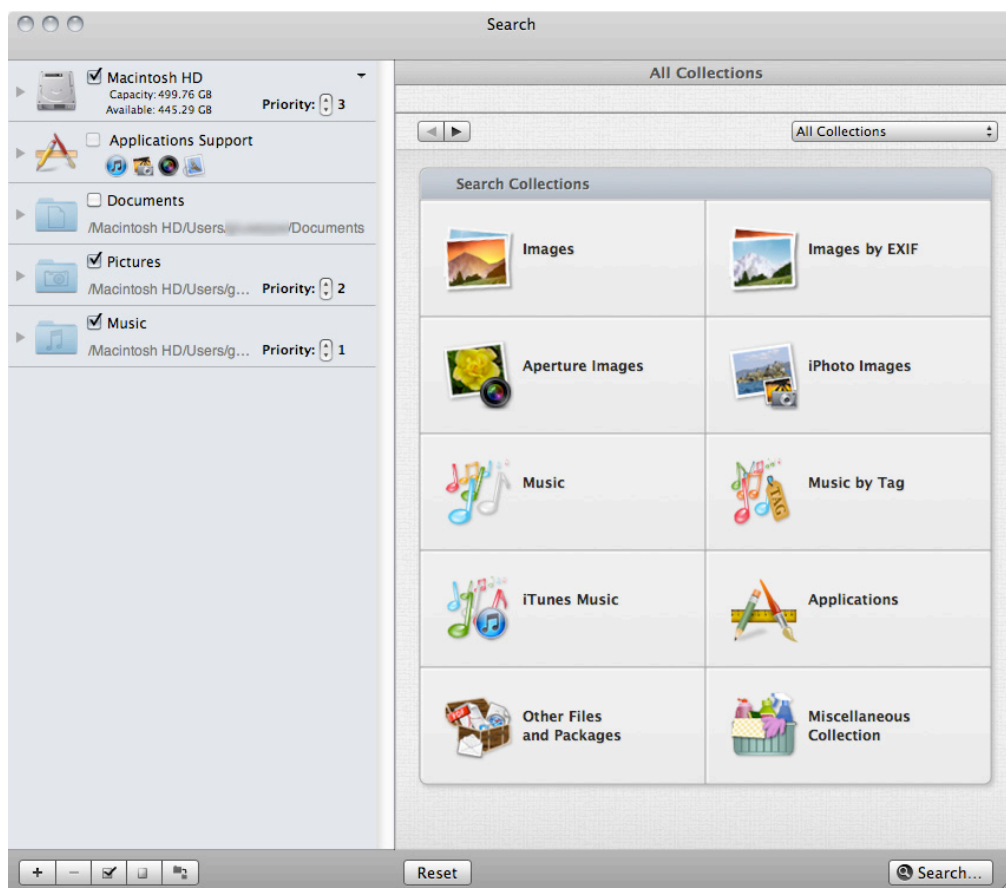 Search
Macintosh HD
Capacity: 499.76 GB
Available: 445.29 GB
Priority: 3
Applications Support
Documents
/Macintosh HD/Users/ /Documents
Pictures
/Macintosh HD/Users/g... Priority: 2
Music
/Macintosh HD/Users/g... Priority: 1
All Collections
All Collections
Search Collections
Images
Images by EXIF
Aperture Images
iPhoto Images
Music
Music by Tag
TAG
iTunes Music
Applications
Other Files
and Packages
Miscellaneous
Collection
Reset
Search...